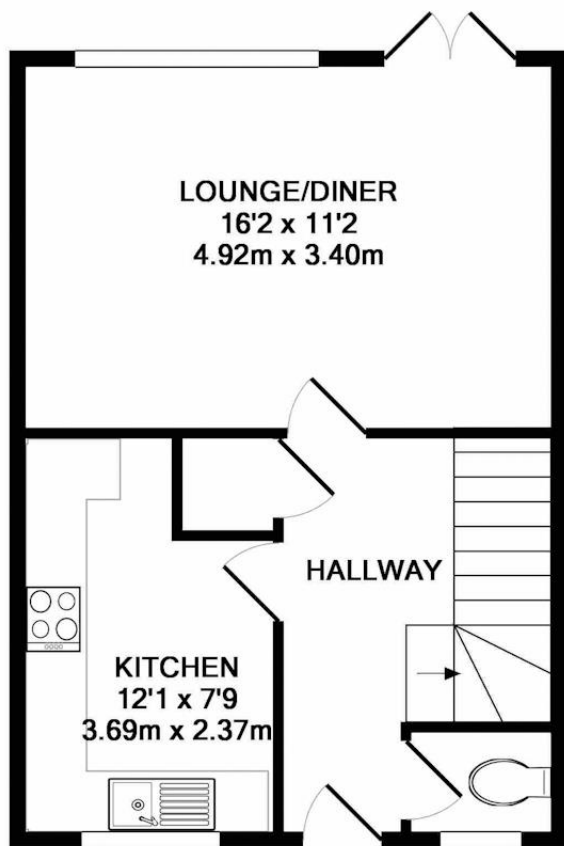 LOUNGE/DINER
16'2 x 11'2
4.92m x 3.40m
HALLWAY
KITCHEN
12'1 x 7'9
3.69m x 2.37m